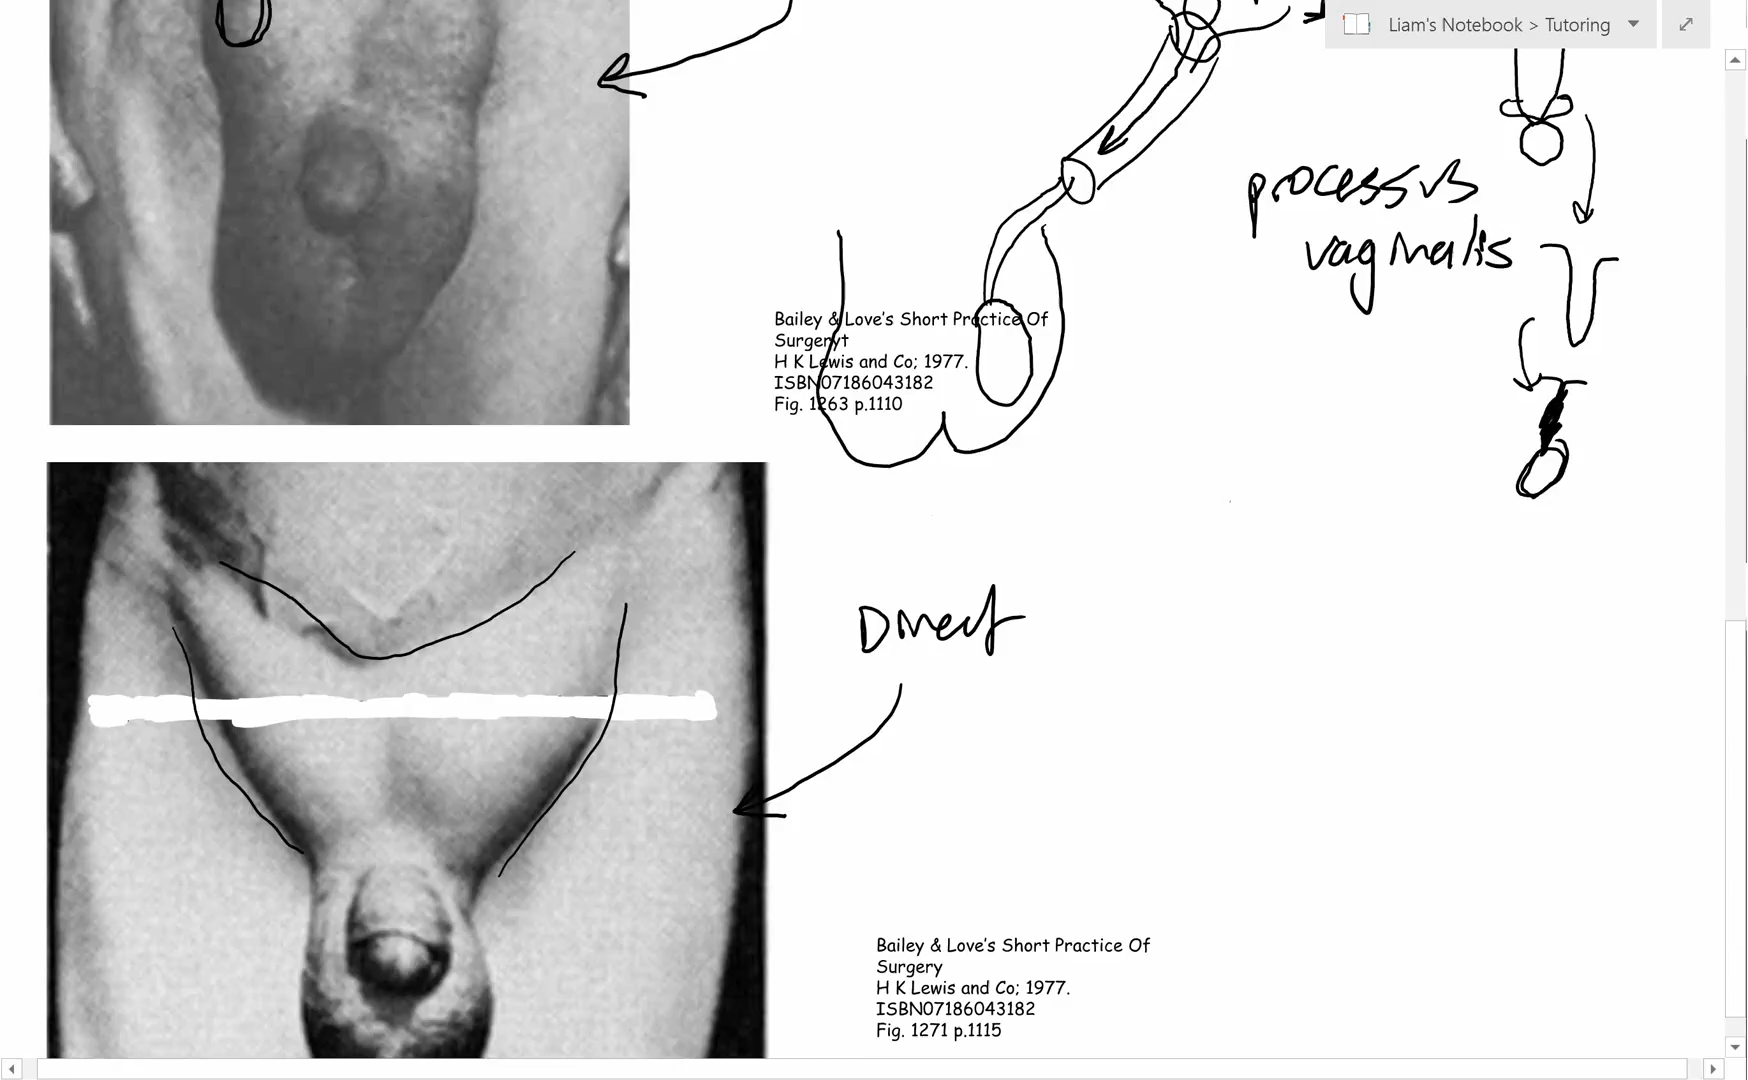 Liam's Notebook > Tutoring
processus
vaginalis
Bailey & Love's Short Practice Of
Surgeryt
H K Lewis and Co; 1977.
ISBN07186043182
Fig. 1263 p.1110
Direct
Bailey & Love's Short Practice Of
Surgery
H K Lewis and Co; 1977.
ISBN07186043182
Fig. 1271 p.1115